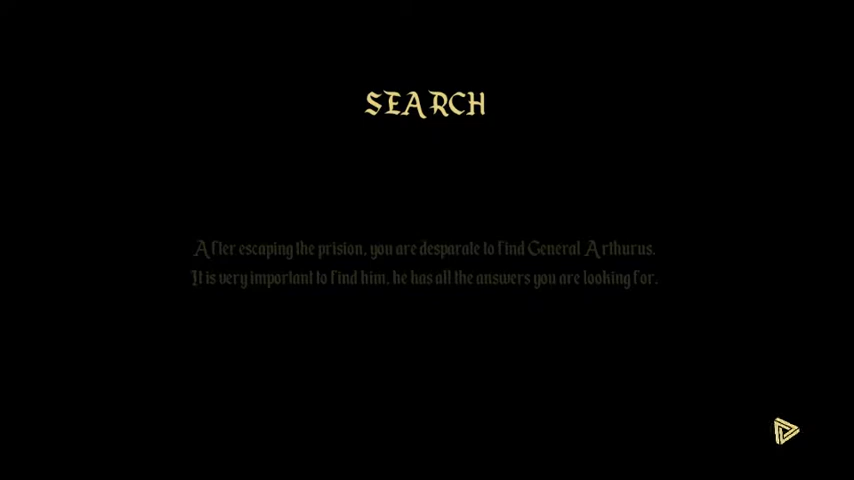 SEARCH
After escaping the prision, you are desparate to find General Arthurus.
It is very important to find him, he has all the answers you are looking for.